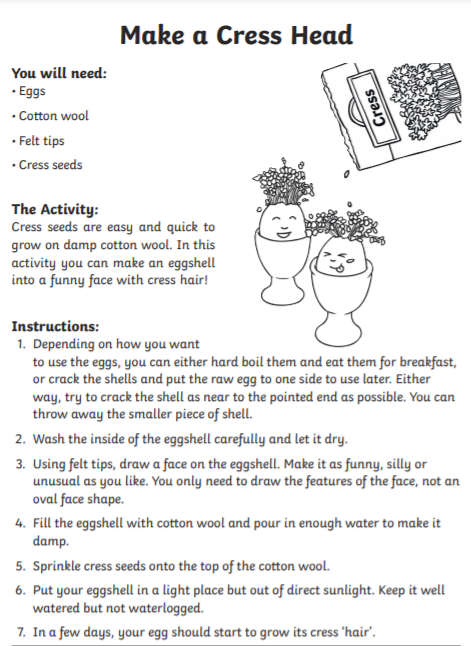 Make a Cress Head
You will need:
• Eggs
• Cotton wool
• Felt tips
• Cress seeds
Cress
The Activity:
Cress seeds are easy and quick to
grow on damp cotton wool. In this
activity you can make an eggshell
into a funny face with cress hair!
Instructions:
1. Depending on how you want
to use the eggs, you can either hard boil them and eat them for breakfast,
or crack the shells and put the raw egg to one side to use later. Either
way, try to crack the shell as near to the pointed end as possible. You can
throw away the smaller piece of shell.
2. Wash the inside of the eggshell carefully and let it dry.
3. Using felt tips, draw a face on the eggshell. Make it as funny, silly or
unusual as you like. You only need to draw the features of the face, not an
oval face shape.
4. Fill the eggshell with cotton wool and pour in enough water to make it
damp.
5. Sprinkle cress seeds onto the top of the cotton wool.
6. Put your eggshell in a light place but out of direct sunlight. Keep it well
watered but not waterlogged.
7. In a few days, your egg should start to grow its cress 'hair'.